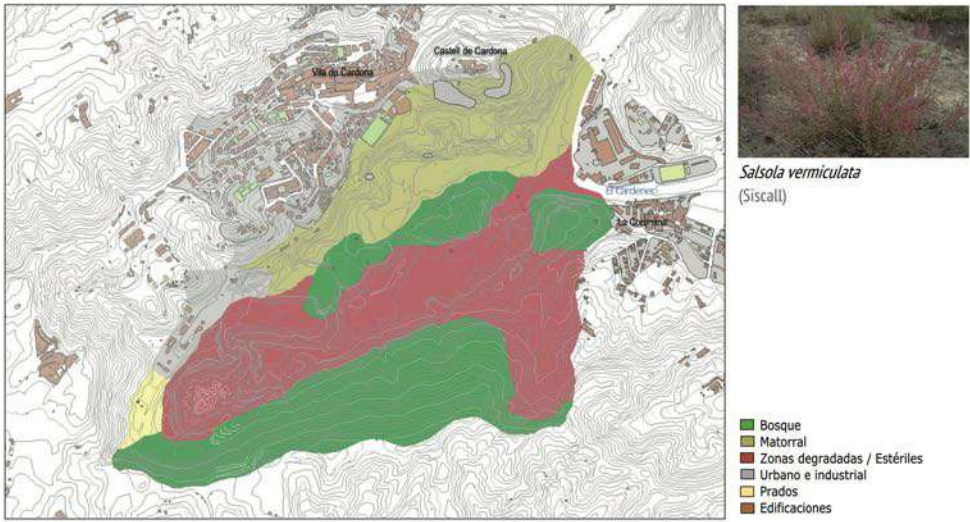 Castell de Cardona
Vila de Cardona
El Cardener
La Coromina
Salsola vermiculata
(Siscall)
Bosque
Matorral
Zonas degradadas / Estériles
Urbano e industrial
Prados
Edificaciones